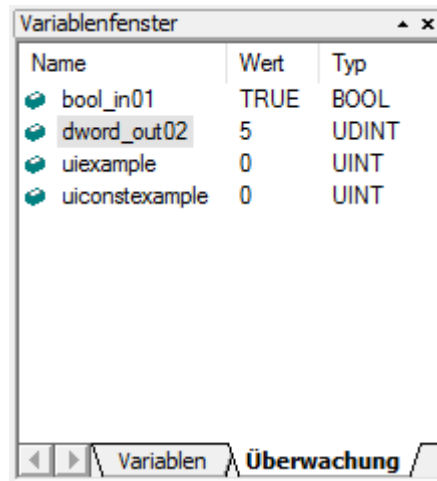 Variablenfenster
Name Wert Typ
bool_in01 TRUE BOOL
dword_out02 5 UDINT
uiexample 0 UINT
uiconstexample 0 UINT
Variablen Überwachung